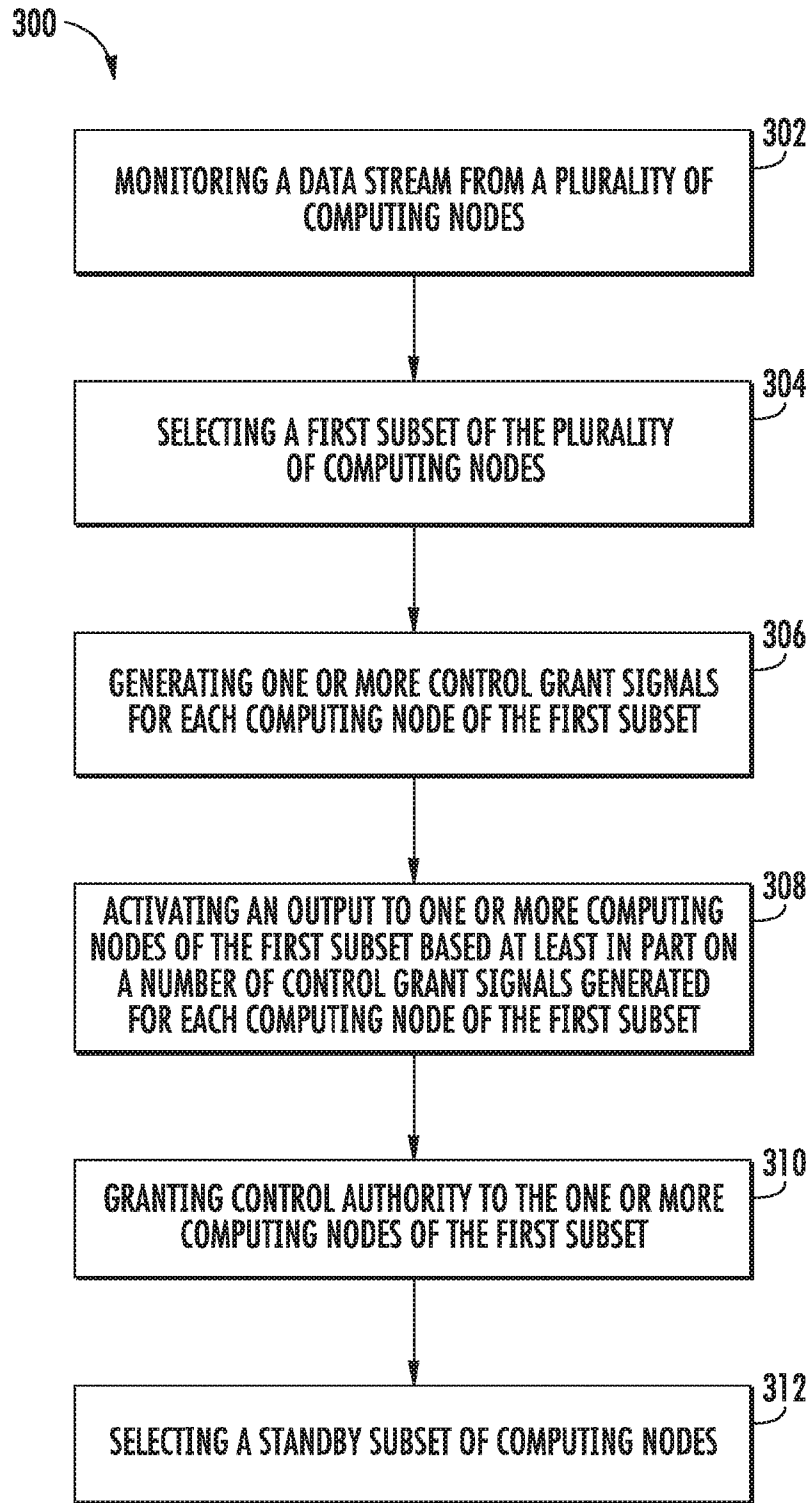 300
302
MONITORING A DATA STREAM FROM A PLURALITY OF
COMPUTING NODES
304
SELECTING A FIRST SUBSET OF THE PLURALITY
OF COMPUTING NODES
306
GENERATING ONE OR MORE CONTROL GRANT SIGNALS
FOR EACH COMPUTING NODE OF THE FIRST SUBSET
308
ACTIVATING AN OUTPUT TO ONE OR MORE COMPUTING
NODES OF THE FIRST SUBSET BASED AT LEAST IN PART ON
A NUMBER OF CONTROL GRANT SIGNALS GENERATED
FOR EACH COMPUTING NODE OF THE FIRST SUBSET
310
GRANTING CONTROL AUTHORITY TO THE ONE OR MORE
COMPUTING NODES OF THE FIRST SUBSET
312
SELECTING A STANDBY SUBSET OF COMPUTING NODES